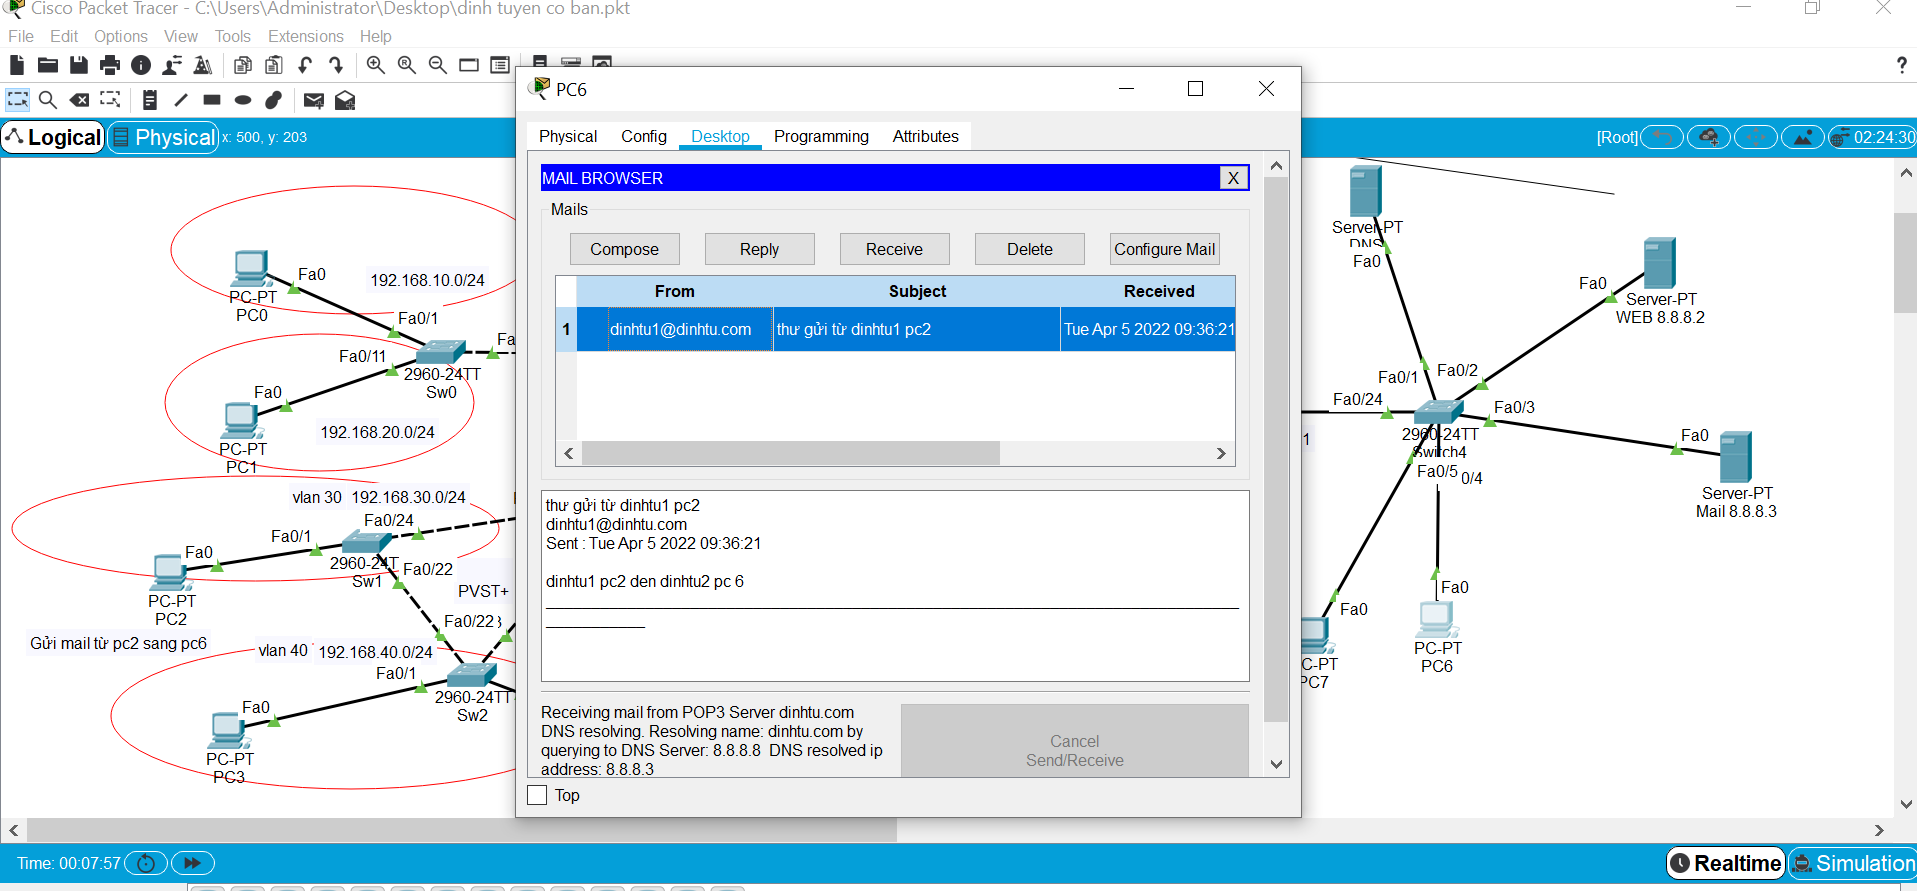 Cisco Packet Tracer - C:\Users\Administrator\Desktop\dinh tuyen co ban.pkt
File Edit Options View Tools Extensions Help
?
Logical Physical x: 500, y: 203
[Root] 02:24:30
PC6
Physical Config Desktop Programming Attributes
MAIL BROWSER X
Mails
Compose Reply Receive Delete Configure Mail
From Subject Received
1 dinhtu1@dinhtu.com thư gửi từ dinhtu1 pc2 Tue Apr 5 2022 09:36:21
thư gửi từ dinhtu1 pc2
dinhtu1@dinhtu.com
Sent : Tue Apr 5 2022 09:36:21
dinhtu1 pc2 den dinhtu2 pc 6
Receiving mail from POP3 Server dinhtu.com
DNS resolving. Resolving name: dinhtu.com by
querying to DNS Server: 8.8.8.8 DNS resolved ip
address: 8.8.8.3
Cancel
Send/Receive
Top
Fa0
192.168.10.0/24
PC-PT
PC0
Fa0/1
Fa0/11
Fa
2960-24TT
Sw0
Fa0
192.168.20.0/24
PC-PT
PC1
vlan 30 192.168.30.0/24
Fa0/24
Fa0/1
Fa0
2960-24T
Sw1
Fa0/22
PVST+
PC-PT
PC2
Gửi mail từ pc2 sang pc6
Fa0/22
vlan 40 192.168.40.0/24
Fa0/1
2960-24TT
Sw2
Fa0
PC-PT
PC3
Server-PT
DNS
Fa0
Fa0
Server-PT
WEB 8.8.8.2
Fa0/1 Fa0/2
Fa0/24
Fa0/3
1
2960-24TT
Switch4
Fa0/5 0/4
Fa0
Server-PT
Mail 8.8.8.3
Fa0
Fa0
C-PT
PC7
PC-PT
PC6
Time: 00:07:57
Realtime Simulation